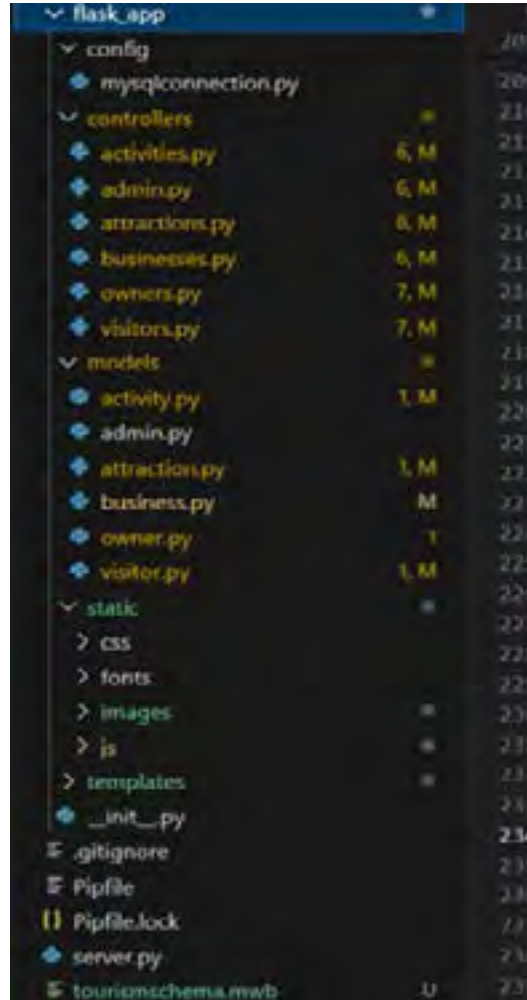 flask_app
config
mysqlconnection.py
controllers
activities.py 6, M
admin.py 6, M
attractions.py 6, M
businesses.py 6, M
owners.py 7, M
visitors.py 7, M
models
activity.py 1, M
admin.py
attraction.py 1, M
business.py M
owner.py 1
visitor.py 1, M
static
css
fonts
images
js
templates
__init__.py
.gitignore
Pipfile
Pipfile.lock
server.py
tourismschema.mwb U